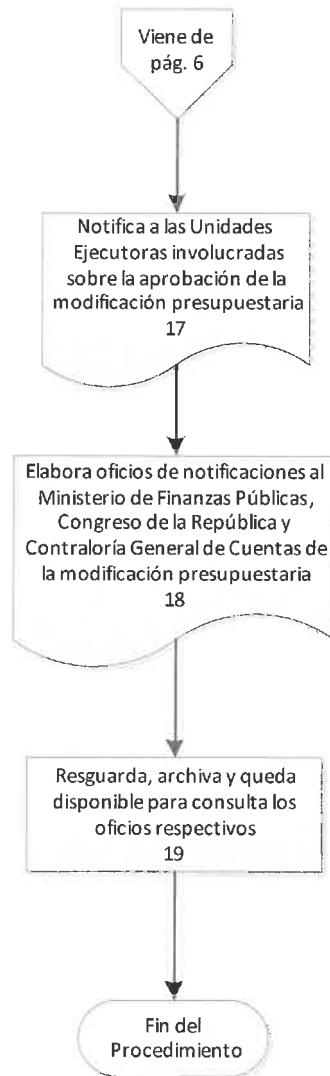 Viene de
pág. 6
Notifica a las Unidades
Ejecutoras involucradas
sobre la aprobación de la
modificación presupuestaria
17
Elabora oficios de notificaciones al
Ministerio de Finanzas Públicas,
Congreso de la República y
Contraloría General de Cuentas de
la modificación presupuestaria
18
Resguarda, archiva y queda
disponible para consulta los
oficios respectivos
19
Fin del
Procedimiento